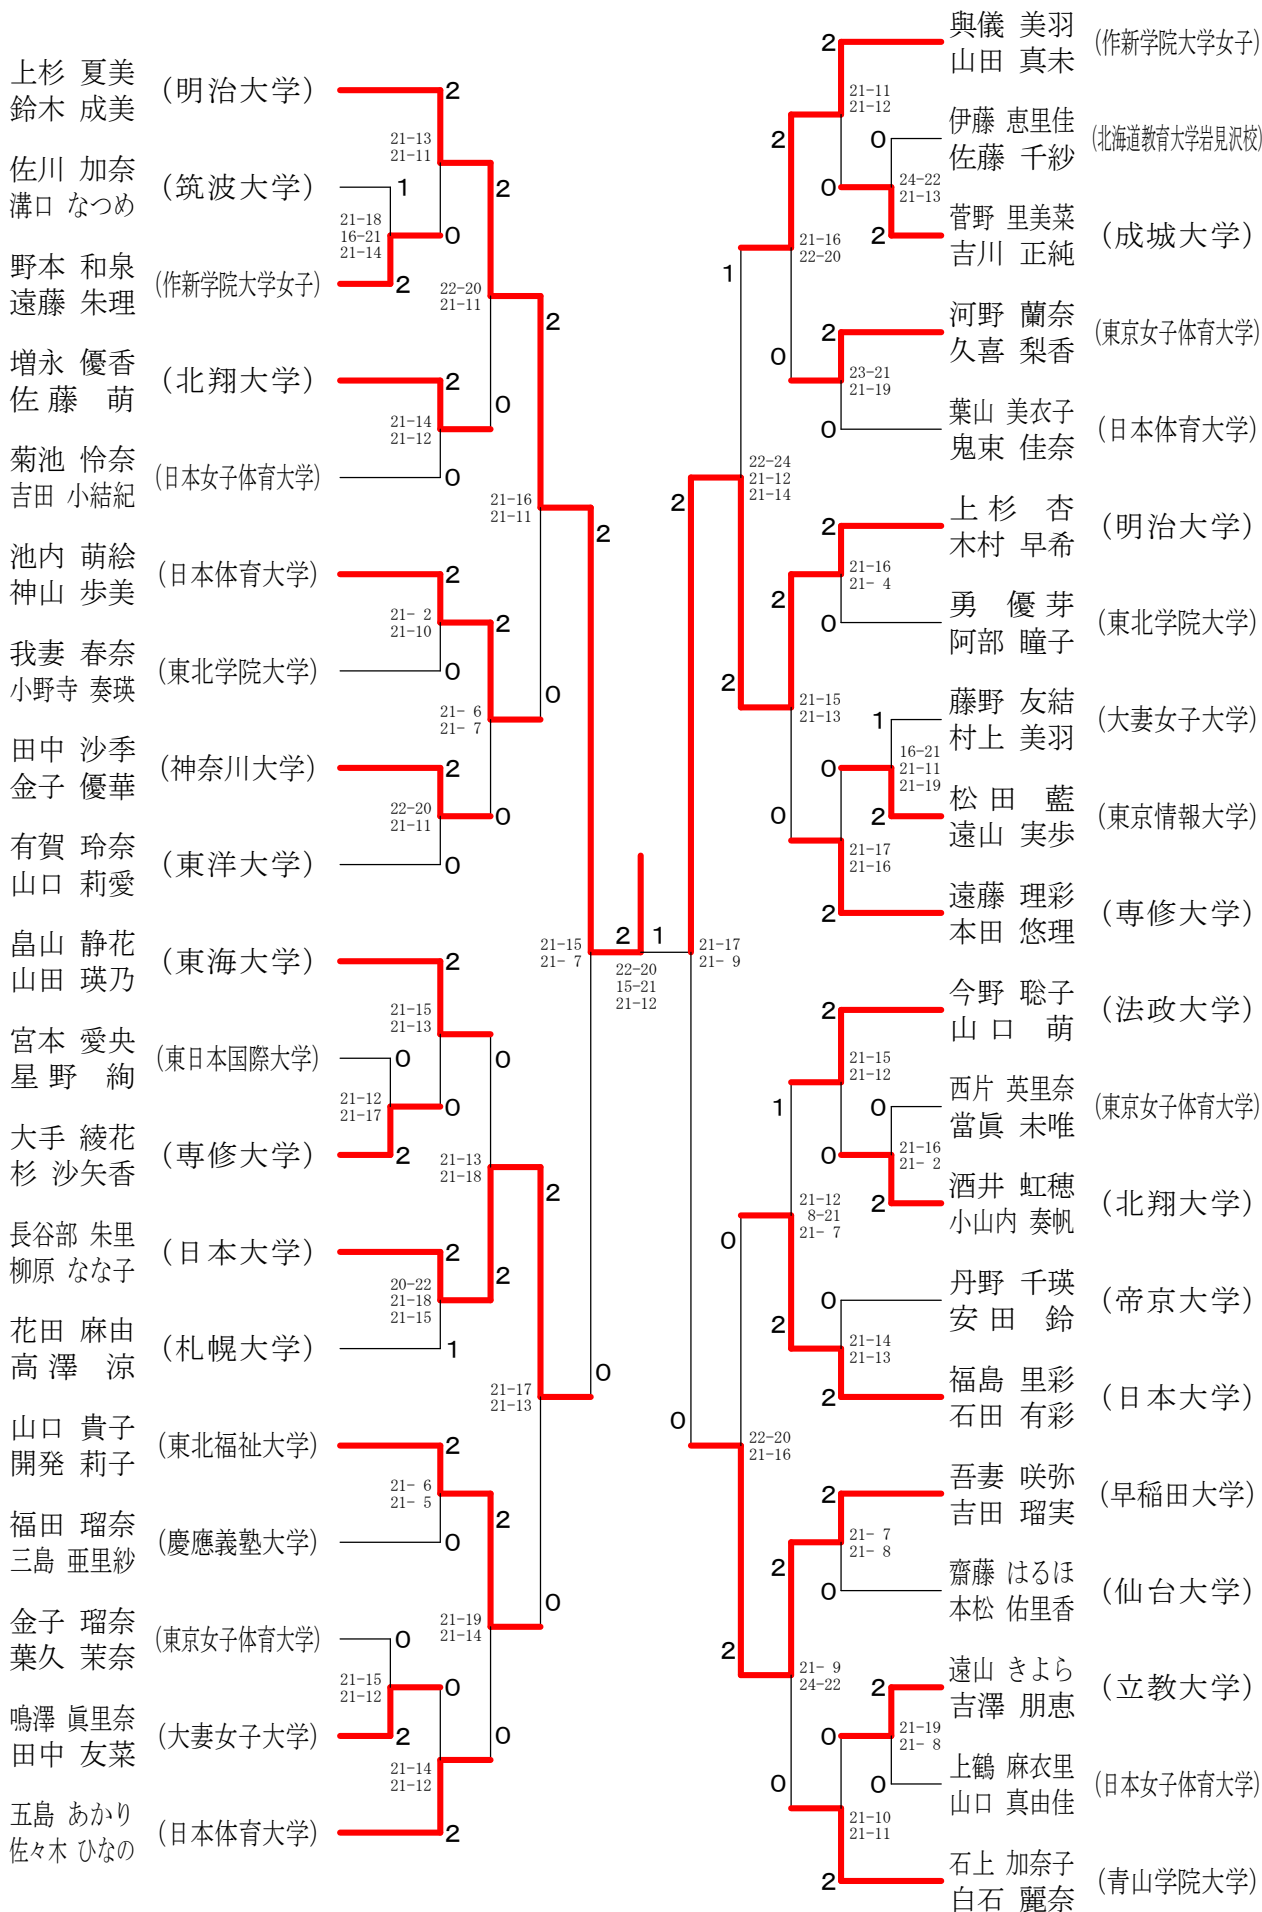 上杉 夏美
鈴木 成美
(明治大学)
2
21-13
21-11
佐川 加奈
溝口 なつめ
(筑波大学)
1
2
21-18
16-21
21-14
0
野本 和泉
遠藤 朱理
(作新学院大学女子)
2
22-20
21-11
2
増永 優香
佐藤 萌
(北翔大学)
2
0
21-14
21-12
菊池 怜奈
吉田 小結紀
(日本女子体育大学)
0
21-16
21-11
2
池内 萌絵
神山 歩美
(日本体育大学)
2
21- 2
21-10
2
我妻 春奈
小野寺 奏瑛
(東北学院大学)
0
0
21- 6
21- 7
田中 沙季
金子 優華
(神奈川大学)
2
22-20
21-11
0
有賀 玲奈
山口 莉愛
(東洋大学)
0
畠山 静花
山田 瑛乃
(東海大学)
2
21-15
21- 7
21-15
21-13
0
宮本 愛央
星野 絢
(東日本国際大学)
0
21-12
21-17
0
大手 綾花
杉 沙矢香
(専修大学)
2
21-13
21-18
2
長谷部 朱里
柳原 なな子
(日本大学)
2
2
20-22
21-18
21-15
花田 麻由
高澤 涼
(札幌大学)
1
0
21-17
21-13
山口 貴子
開発 莉子
(東北福祉大学)
2
21- 6
21- 5
2
福田 瑠奈
三島 亜里紗
(慶應義塾大学)
0
0
21-19
21-14
金子 瑠奈
葉久 茉奈
(東京女子体育大学)
0
21-15
21-12
0
鳴澤 眞里奈
田中 友菜
(大妻女子大学)
2
0
21-14
21-12
五島 あかり
佐々木 ひなの
(日本体育大学)
2
2
1
22-20
15-21
21-12
與儀 美羽
山田 真未
(作新学院大学女子)
2
21-11
21-12
2
伊藤 恵里佳
佐藤 千紗
(北海道教育大学岩見沢校)
0
0
24-22
21-13
菅野 里美菜
吉川 正純
(成城大学)
2
21-16
22-20
1
河野 蘭奈
久喜 梨香
(東京女子体育大学)
2
0
23-21
21-19
葉山 美衣子
鬼東 佳奈
(日本体育大学)
0
22-24
21-12
21-14
2
上杉 杏
木村 早希
(明治大学)
2
21-16
21- 4
2
勇 優芽
阿部 瞳子
(東北学院大学)
0
2
21-15
21-13
藤野 友結
村上 美羽
(大妻女子大学)
1
16-21
21-11
21-19
0
松田 藍
遠山 実歩
(東京情報大学)
2
0
21-17
21-16
遠藤 理彩
本田 悠理
(専修大学)
2
21-17
21- 9
今野 聡子
山口 萌
(法政大学)
2
21-15
21-12
1
西片 英里奈
當眞 未唯
(東京女子体育大学)
0
0
21-16
21- 2
酒井 虹穂
小山内 奏帆
(北翔大学)
2
21-12
8-21
21- 7
0
丹野 千瑛
安田 鈴
(帝京大学)
0
2
21-14
21-13
福島 里彩
石田 有彩
(日本大学)
2
0
22-20
21-16
吾妻 咲弥
吉田 瑠実
(早稲田大学)
2
21- 7
21- 8
2
齋藤 はるほ
本松 佑里香
(仙台大学)
0
2
21- 9
24-22
遠山 きよら
吉澤 朋恵
(立教大学)
2
21-19
21- 8
0
上鶴 麻衣里
山口 真由佳
(日本女子体育大学)
0
0
21-10
21-11
石上 加奈子
白石 麗奈
(青山学院大学)
2